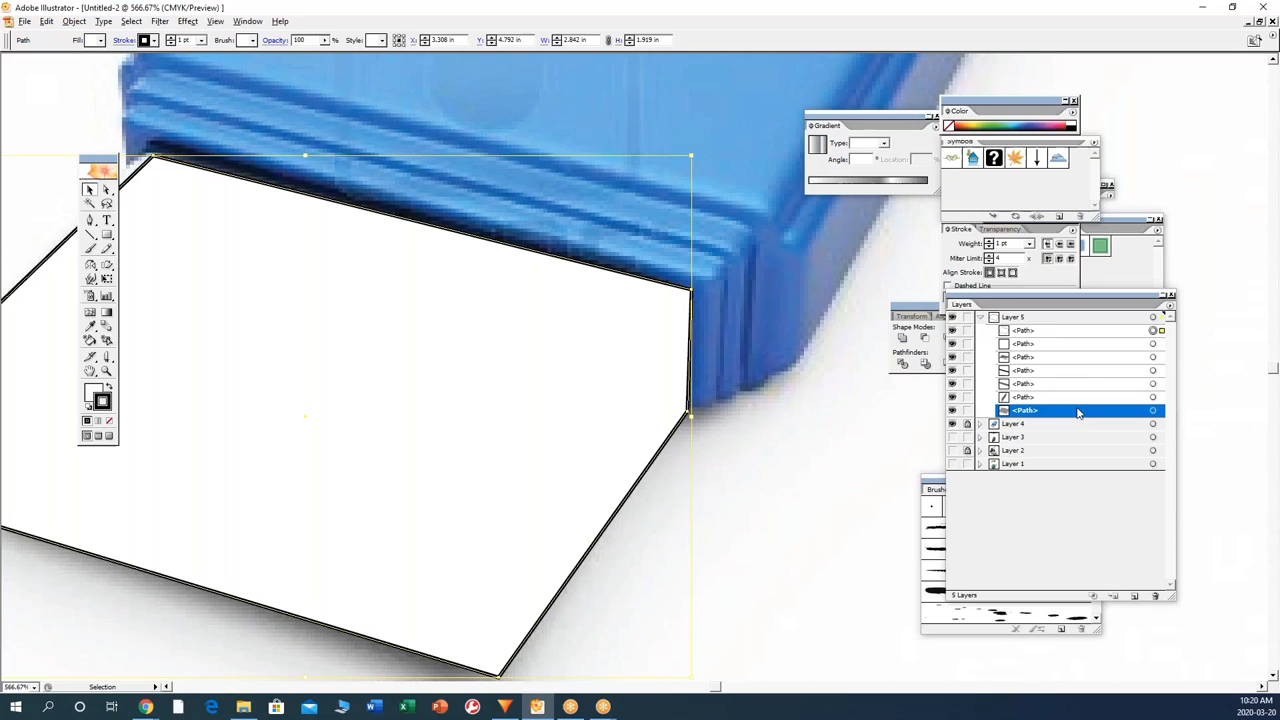 Adobe Illustrator - [Untitled-2 @ 566.67% (CMYK/Preview) ]
File Edit Object Type Select Filter Effect View Window Help
Path Fill: Stroke: 1 pt Brush: Opacity: 100 % Style: X: 3.308 in Y: 4.792 in W: 2.842 in H: 1.919 in
Color
Gradient
Type:
Angle: ° Location: %
Symbols
Stroke Transparency
Weight: 1 pt
Miter Limit: 4 x
Align Stroke:
Dashed Line
Transform
Shape Modes:
Pathfinders:
Layers
Layer 5
<Path>
<Path>
<Path>
<Path>
<Path>
<Path>
<Path>
Layer 4
Layer 3
Layer 2
Layer 1
Brush
5 Layers
566.67% Selection
10:20 AM
2020-03-20